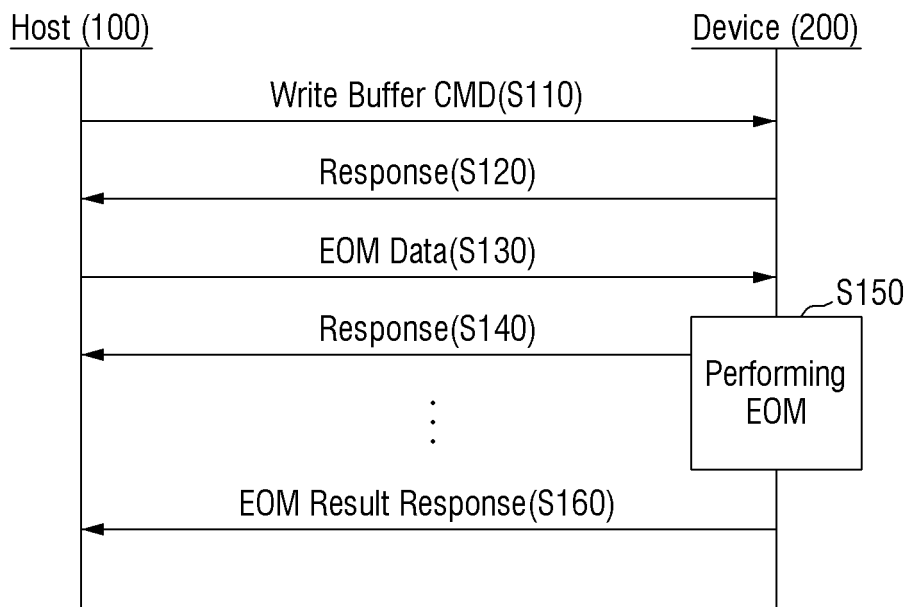 Host (100)
Device (200)
Write Buffer CMD(S110)
Response(S120)
EOM Data(S130)
S150
Response(S140)
Performing
EOM
EOM Result Response(S160)